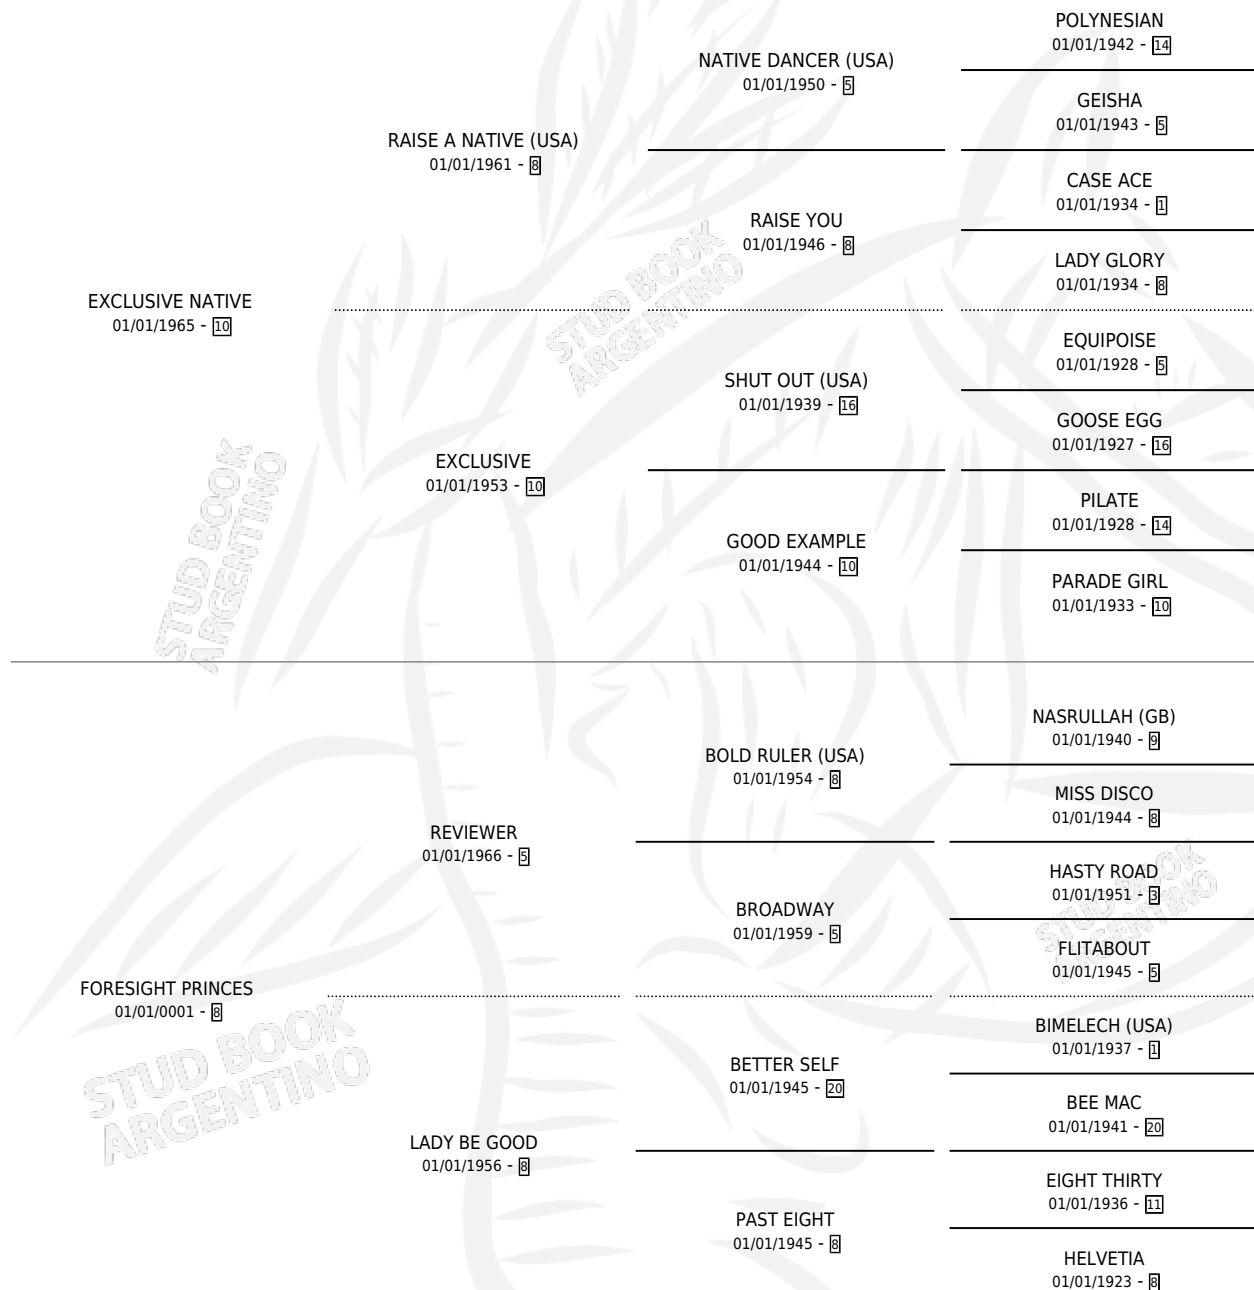 POLYNESIAN
01/01/1942 - 14
NATIVE DANCER (USA)
01/01/1950 - 5
GEISHA
01/01/1943 - 5
RAISE A NATIVE (USA)
01/01/1961 - 8
CASE ACE
01/01/1934 - 1
RAISE YOU
01/01/1946 - 8
LADY GLORY
01/01/1934 - 8
EXCLUSIVE NATIVE
01/01/1965 - 10
STUD BOOK
ARGENTINO
EQUIPOISE
01/01/1928 - 5
SHUT OUT (USA)
01/01/1939 - 16
GOOSE EGG
01/01/1927 - 16
EXCLUSIVE
01/01/1953 - 10
PILATE
01/01/1928 - 14
GOOD EXAMPLE
01/01/1944 - 10
PARADE GIRL
01/01/1933 - 10
STUD BOOK
ARGENTINO
NASRULLAH (GB)
01/01/1940 - 9
BOLD RULER (USA)
01/01/1954 - 8
MISS DISCO
01/01/1944 - 8
REVIEWER
01/01/1966 - 5
HASTY ROAD
01/01/1951 - 3
BROADWAY
01/01/1959 - 5
FLITABOUT
01/01/1945 - 5
STUD BOOK
ARGENTINO
FORESIGHT PRINCES
01/01/0001 - 8
BIMELECH (USA)
01/01/1937 - 1
BETTER SELF
01/01/1945 - 20
BEE MAC
01/01/1941 - 20
STUD BOOK
ARGENTINO
LADY BE GOOD
01/01/1956 - 8
EIGHT THIRTY
01/01/1936 - 11
PAST EIGHT
01/01/1945 - 8
HELVETIA
01/01/1923 - 8